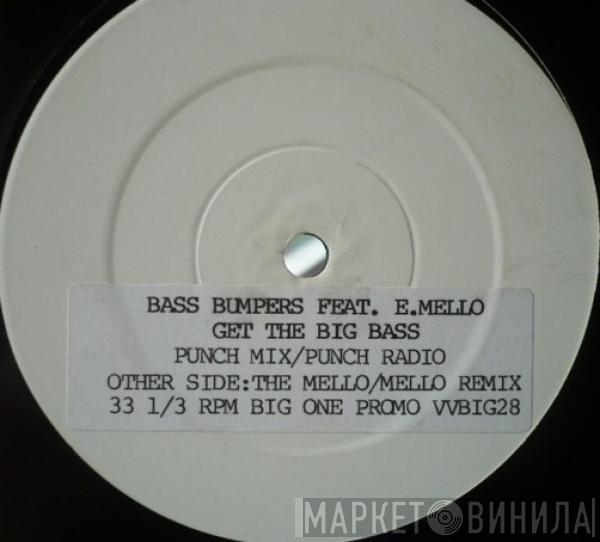 BASS BUMPERS FEAT. E.MELLO
GET THE BIG BASS
PUNCH MIX/PUNCH RADIO
OTHER SIDE:THE MELLO/MELLO REMIX
33 1/3 RPM BIG ONE PROMO VVBIG28
МАРКЕТ ВИНИЛА